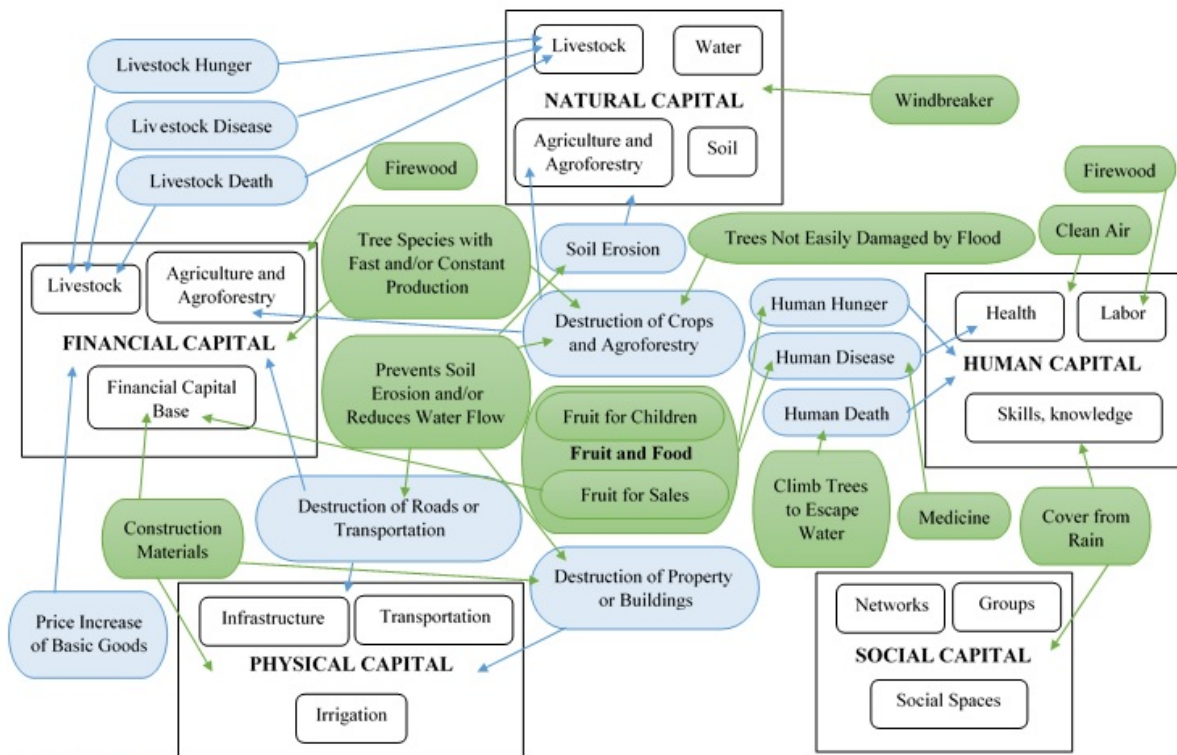 Livestock
Water
NATURAL CAPITAL
Agriculture and
Agroforestry
Soil
Livestock Hunger
Livestock Disease
Livestock Death
Windbreaker
Firewood
Firewood
Clean Air
Tree Species with
Fast and/or Constant
Production
Soil Erosion
Trees Not Easily Damaged by Flood
Livestock
Agriculture and
Agroforestry
FINANCIAL CAPITAL
Financial Capital
Base
Destruction of Crops
and Agroforestry
Human Hunger
Human Disease
Human Death
Health
Labor
HUMAN CAPITAL
Skills, knowledge
Prevents Soil
Erosion and/or
Reduces Water Flow
Fruit for Children
Fruit and Food
Fruit for Sales
Climb Trees
to Escape
Water
Medicine
Cover from
Rain
Construction
Materials
Destruction of Roads or
Transportation
Destruction of Property
or Buildings
Price Increase
of Basic Goods
Infrastructure
Transportation
PHYSICAL CAPITAL
Irrigation
Networks
Groups
SOCIAL CAPITAL
Social Spaces